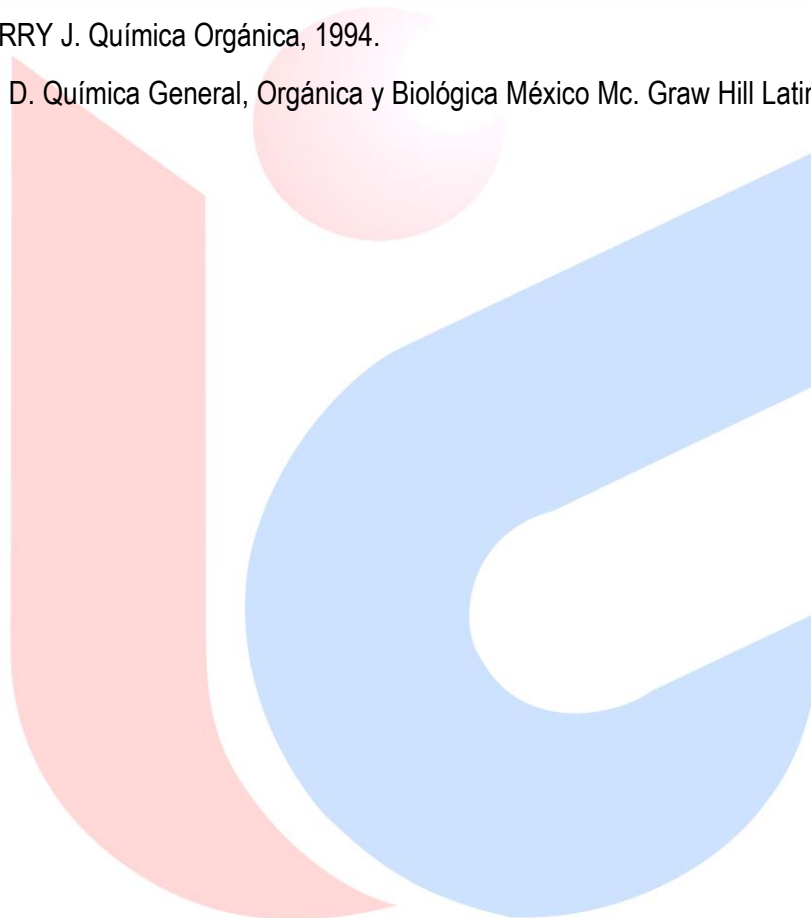 RRY J. Química Orgánica, 1994.
D. Química General, Orgánica y Biológica México Mc. Graw Hill Latin